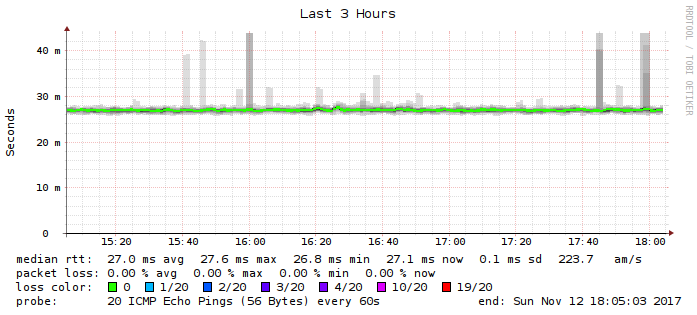 Last 3 Hours
RRDTOOL / TOBI OETIKER
Seconds
40 m
30 m
20 m
10 m
0
15:20 15:40 16:00 16:20 16:40 17:00 17:20 17:40 18:00
median rtt: 27.0 ms avg 27.6 ms max 26.8 ms min 27.1 ms now 0.1 ms sd 223.7 am/s
packet loss: 0.00 % avg 0.00 % max 0.00 % min 0.00 % now
loss color: 0 1/20 2/20 3/20 4/20 10/20 19/20
probe: 20 ICMP Echo Pings (56 Bytes) every 60s end: Sun Nov 12 18:05:03 2017